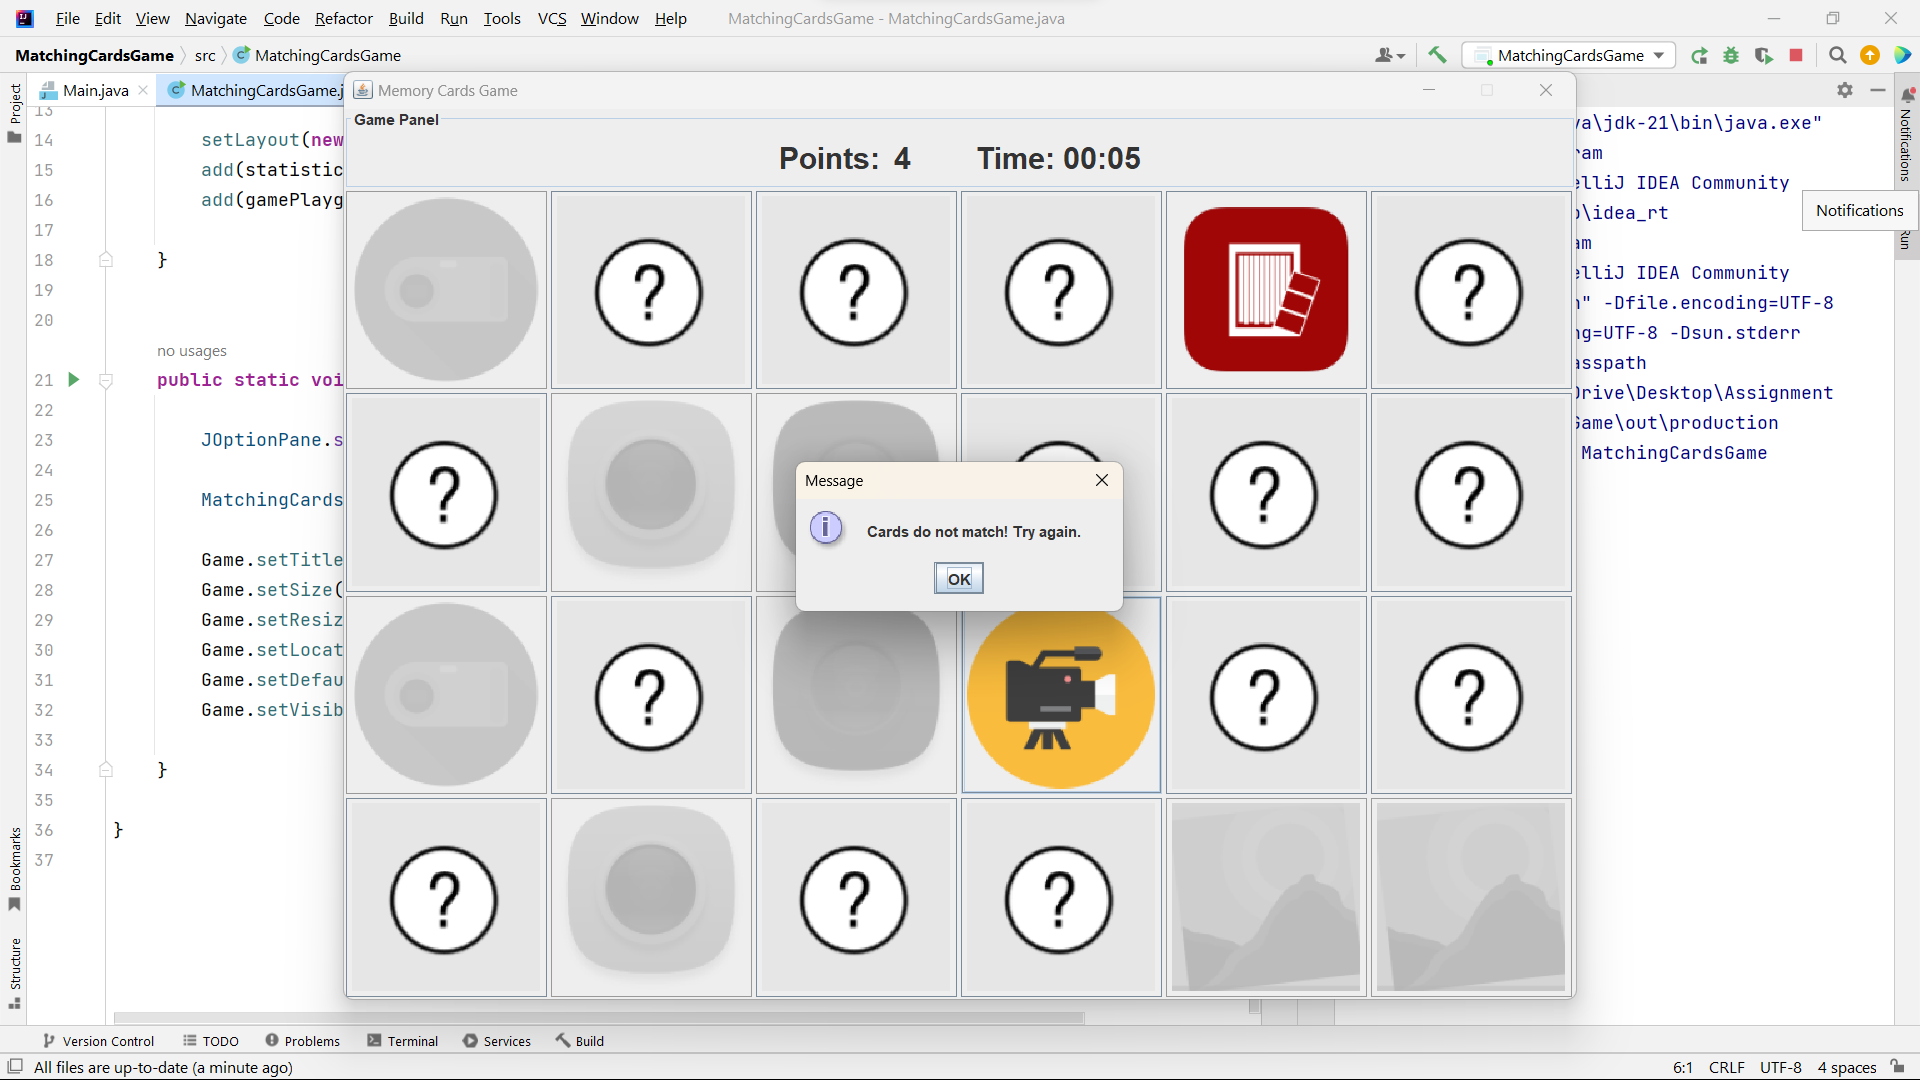 File Edit View Navigate Code Refactor Build Run Tools VCS Window Help MatchingCardsGame - MatchingCardsGame.java
MatchingCardsGame src MatchingCardsGame MatchingCardsGame
Project
Main.java MatchingCardsGame.j
Notifications
Run
Notifications
13
14 setLayout(new
15 add(statistic
16 add(gamePlayg
17
18 }
19
20
no usages
21 public static voi
22
23 JOptionPane.s
24
25 MatchingCards
26
27 Game.setTitle
28 Game.setSize(
29 Game.setResiz
30 Game.setLocat
31 Game.setDefau
32 Game.setVisib
33
34 }
35
36 }
37
Memory Cards Game
Game Panel
Points: 4 Time: 00:05
?
?
?
?
?
?
?
?
?
?
?
?
?
Message
Cards do not match! Try again.
OK
va\jdk-21\bin\java.exe"
ram
elliJ IDEA Community
b\idea_rt
am
elliJ IDEA Community
n" -Dfile.encoding=UTF-8
ng=UTF-8 -Dsun.stderr
asspath
Drive\Desktop\Assignment
Game\out\production
MatchingCardsGame
Bookmarks
Structure
Version Control TODO Problems Terminal Services Build
All files are up-to-date (a minute ago) 6:1 CRLF UTF-8 4 spaces